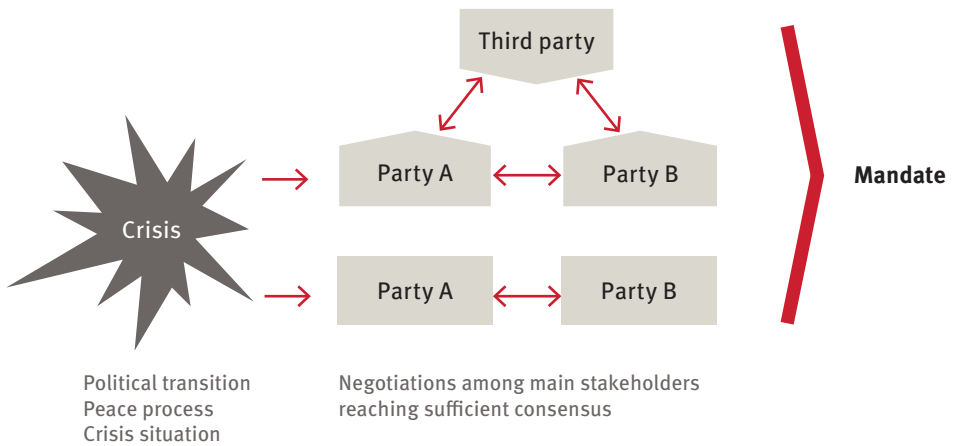 Third party
Party A
Party B
Mandate
Crisis
Party A
Party B
Political transition
Peace process
Crisis situation
Negotiations among main stakeholders
reaching sufficient consensus